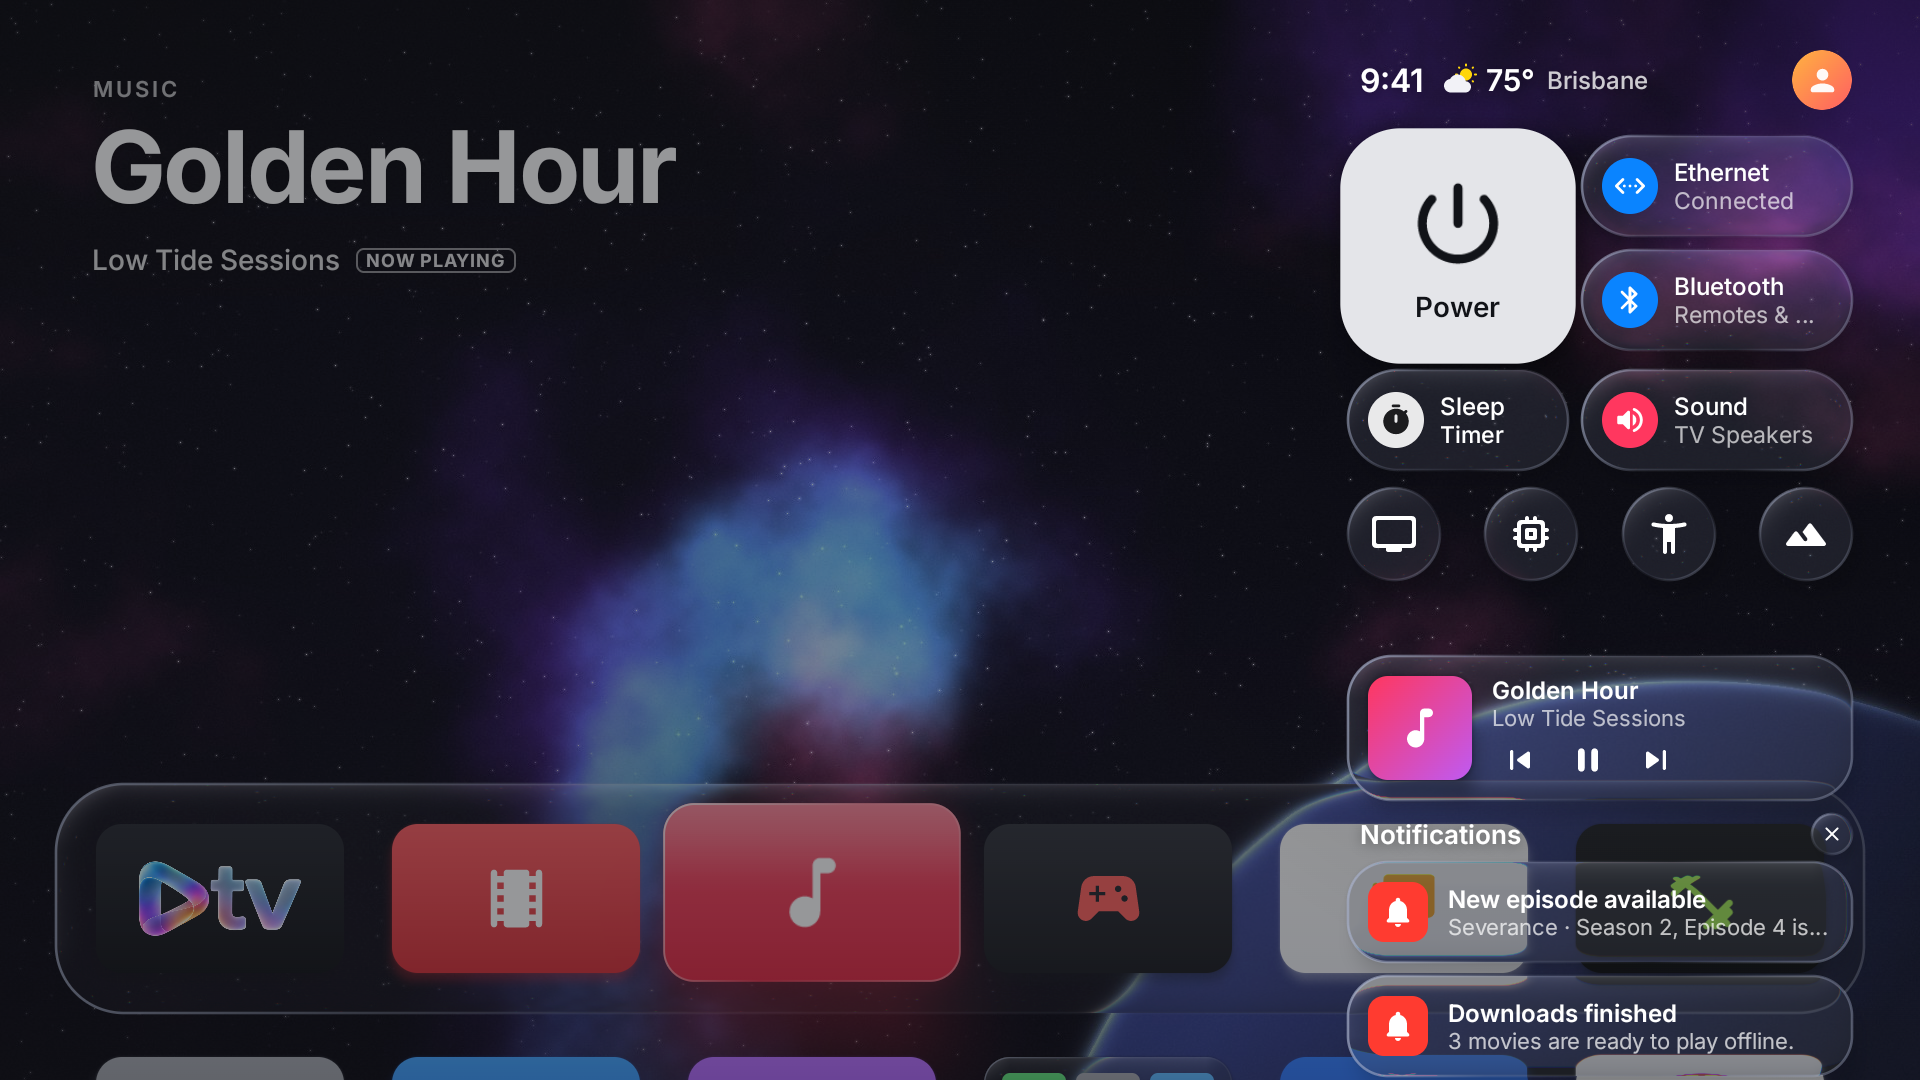 MUSIC
Golden Hour
Low Tide Sessions NOW PLAYING
9:41 75° Brisbane
Power
Ethernet
Connected
Bluetooth
Remotes & ...
Sleep
Timer
Sound
TV Speakers
Golden Hour
Low Tide Sessions
tv
Notifications
New episode available
Severance · Season 2, Episode 4 is...
Downloads finished
3 movies are ready to play offline.